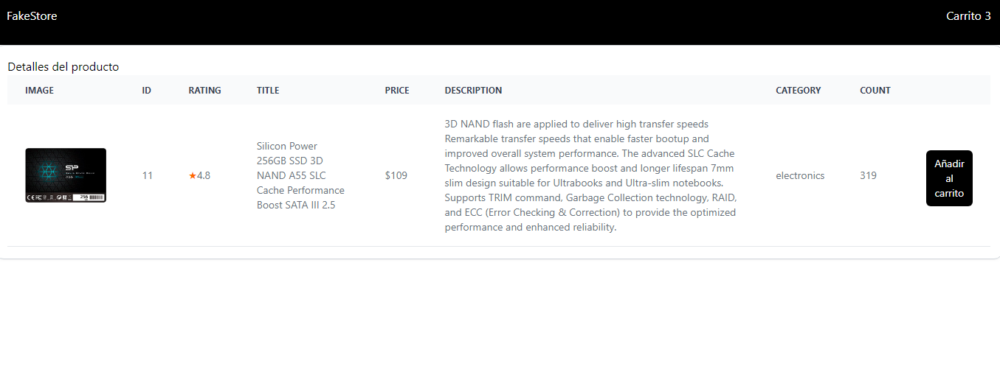 FakeStore
Carrito 3
Detalles del producto
IMAGE ID RATING TITLE PRICE DESCRIPTION CATEGORY COUNT
SP
256
11
★4.8
Silicon Power
256GB SSD 3D
NAND A55 SLC
Cache Performance
Boost SATA III 2.5
$109
3D NAND flash are applied to deliver high transfer speeds
Remarkable transfer speeds that enable faster bootup and
improved overall system performance. The advanced SLC Cache
Technology allows performance boost and longer lifespan 7mm
slim design suitable for Ultrabooks and Ultra-slim notebooks.
Supports TRIM command, Garbage Collection technology, RAID,
and ECC (Error Checking & Correction) to provide the optimized
performance and enhanced reliability.
electronics
319
Añadir
al
carrito